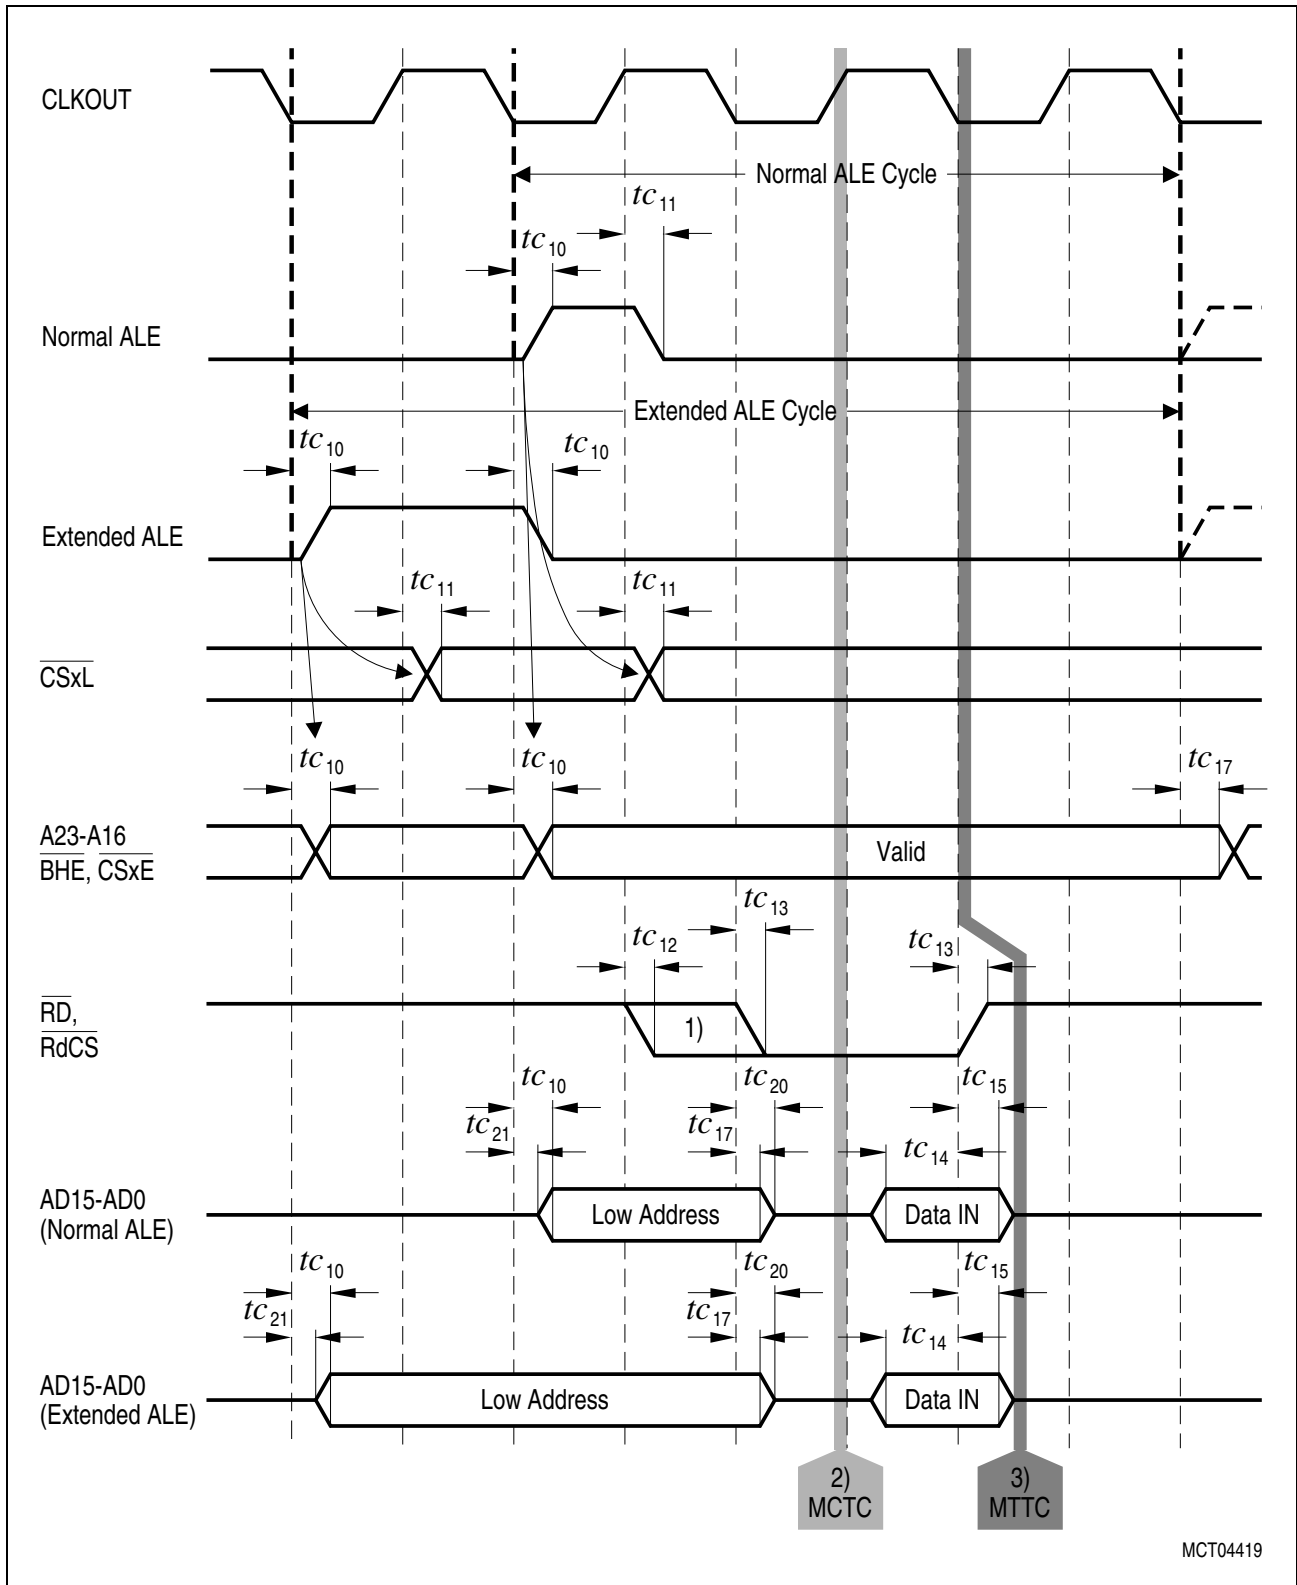 CLKOUT
Normal ALE Cycle
tc11
tc10
Normal ALE
Extended ALE Cycle
tc10
tc10
Extended ALE
tc11
tc11
CSxL
tc10
tc10
tc17
A23-A16
BHE, CSxE
Valid
tc13
tc12
tc13
RD,
RdCS
1)
tc10
tc20
tc15
tc21
tc17
tc14
AD15-AD0
(Normal ALE)
Low Address
Data IN
tc10
tc20
tc15
tc21
tc17
tc14
AD15-AD0
(Extended ALE)
Low Address
Data IN
2)
MCTC
3)
MTTC
MCT04419